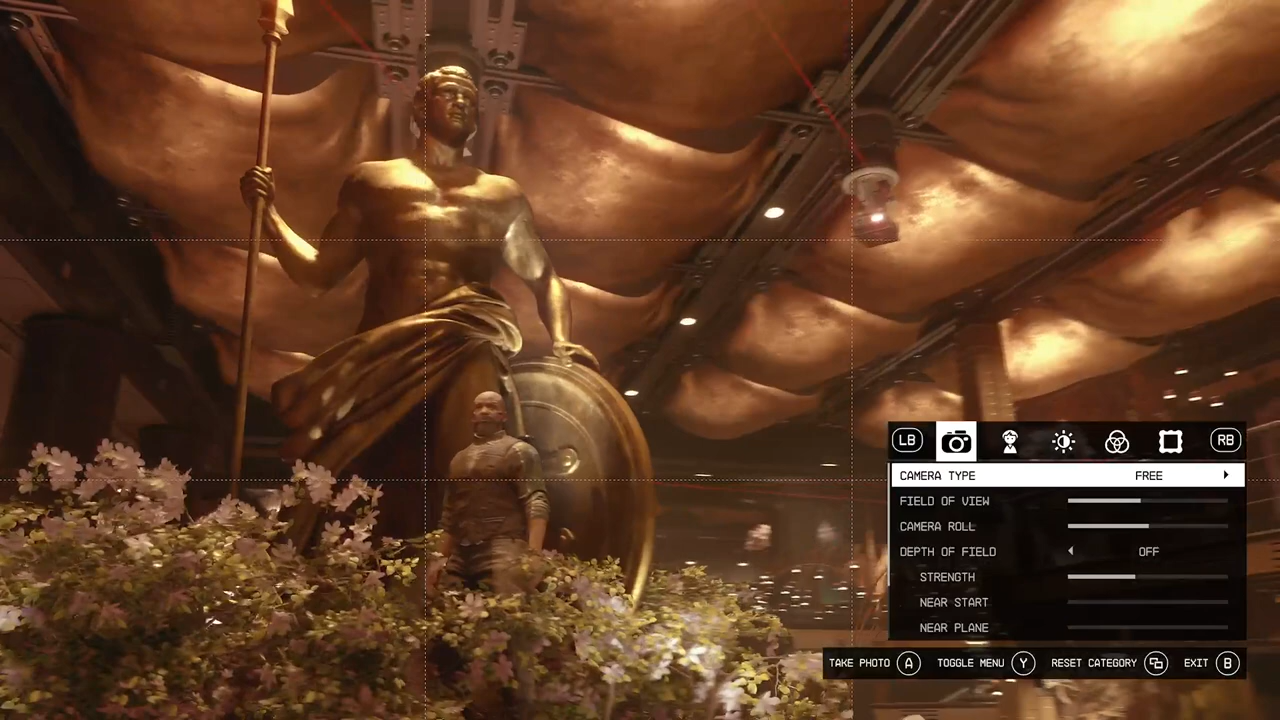 LB RB
CAMERA TYPE FREE
FIELD OF VIEW
CAMERA ROLL
DEPTH OF FIELD OFF
STRENGTH
NEAR START
NEAR PLANE
TAKE PHOTO A TOGGLE MENU Y RESET CATEGORY EXIT B